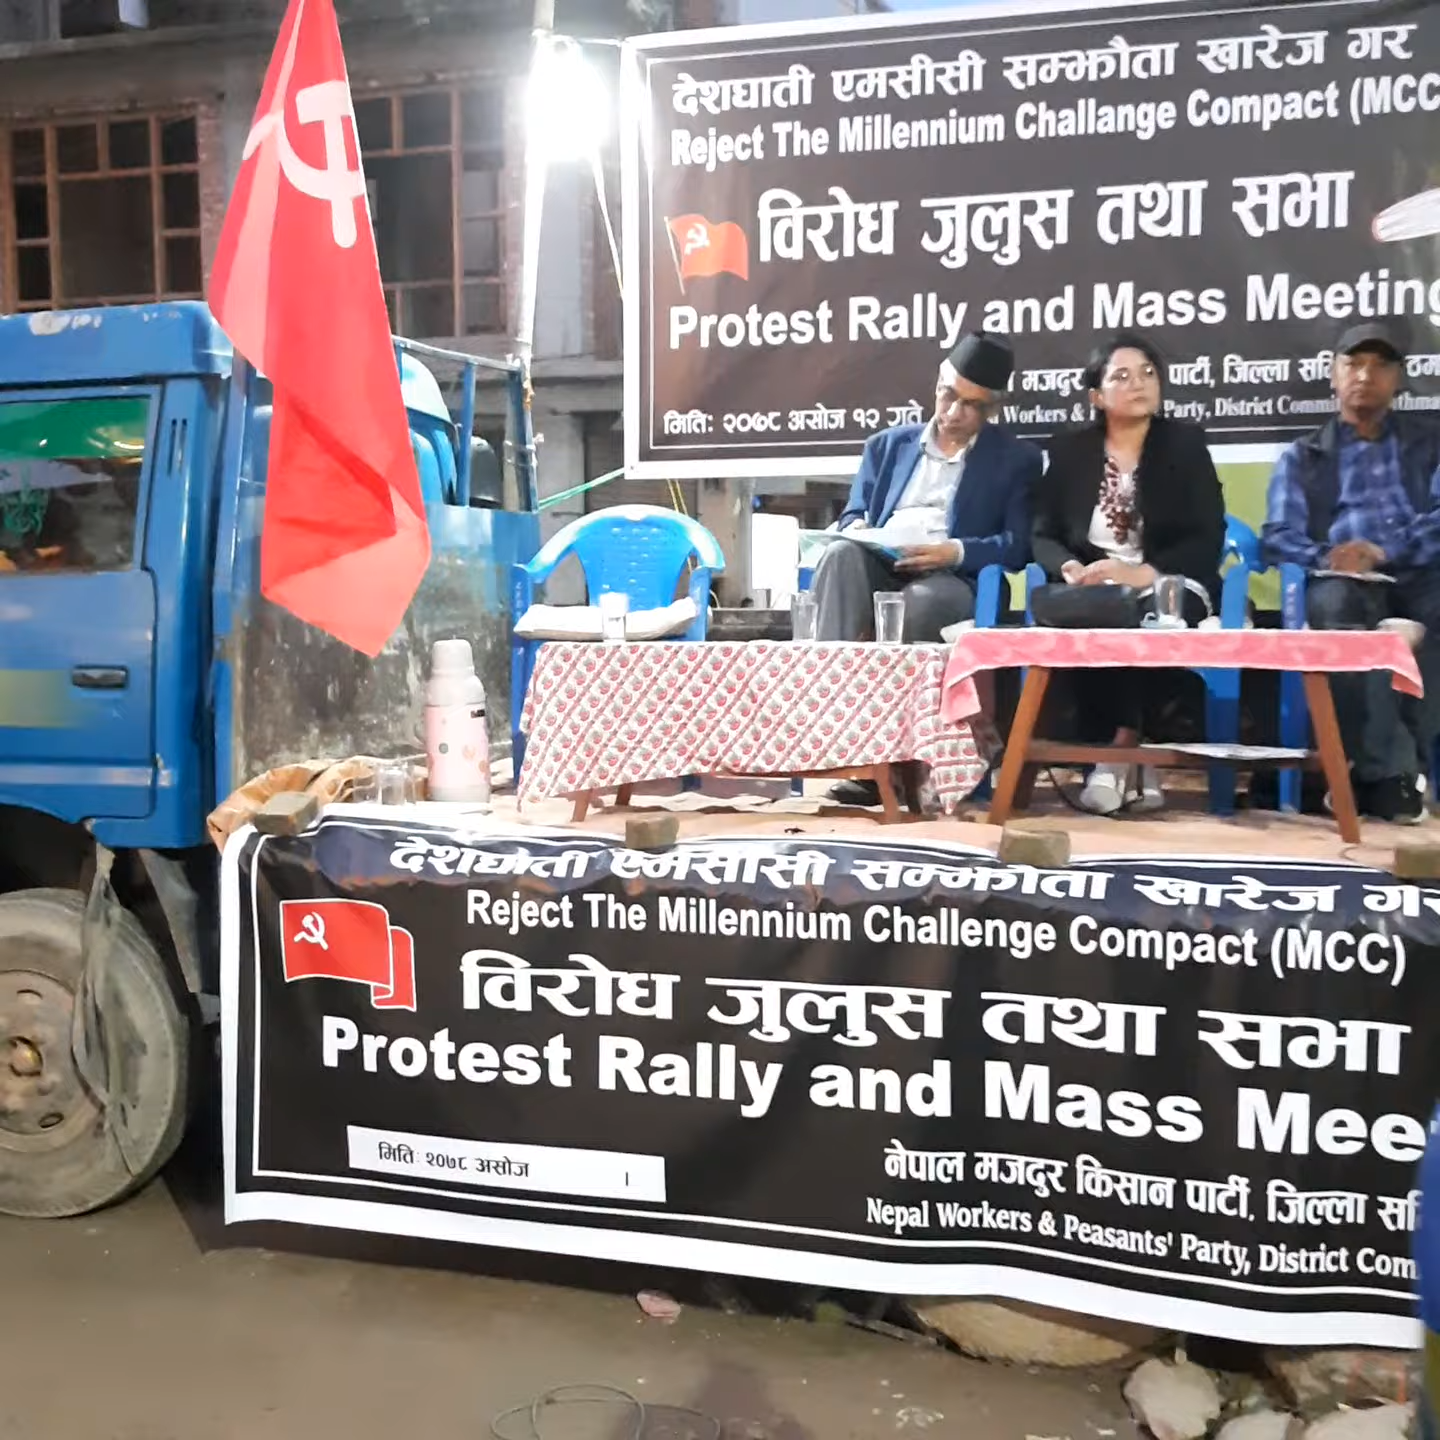 देशघाती एमसीसी सम्झौता खारेज गर
Reject The Millennium Challange Compact (MCC
विरोध जुलुस तथा सभा
Protest Rally and Mass Meeting
मजदुर पार्टी, जिल्ला
मितिः २०७८ असोज १२ गते
Workers & Party, District
देशघाती एमसीसी सम्झौता खारेज गर
Reject The Millennium Challenge Compact (MCC)
विरोध जुलुस तथा सभा
Protest Rally and Mass Mee
मितिः २०७८ असोज ।
नेपाल मजदुर किसान पार्टी, जिल्ला
Nepal Workers & Peasants' Party, District Com